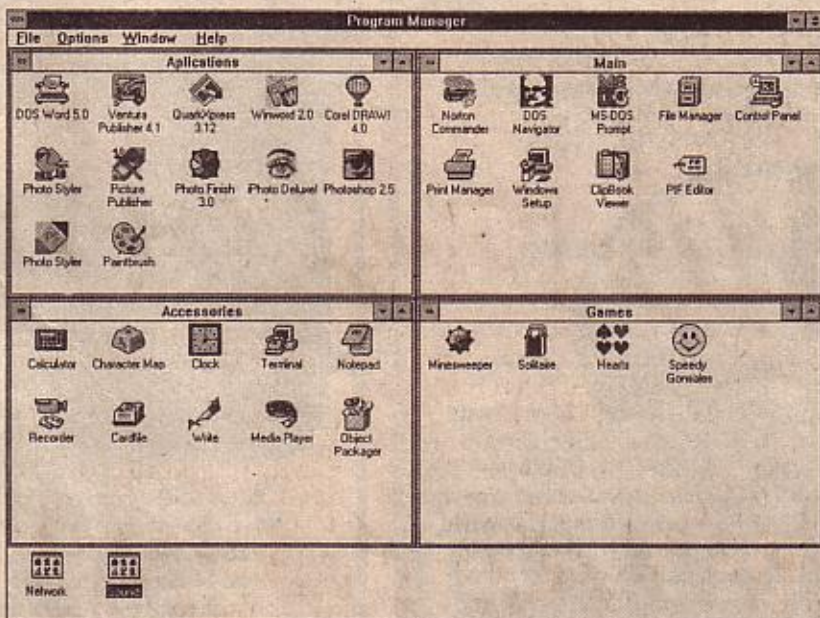 Program Manager
File Options Window Help
Aplications
DOS Word 5.0 Ventura Publisher 4.1 QuarkXpress 3.12 Winword 2.0 Corel DRAW! 4.0
Photo Styler Picture Publisher Photo Finish 3.0 iPhoto Deluxe! Photoshop 2.5
Photo Styler Paintbrush
Main
Norton Commander DOS Navigator MS-DOS Prompt File Manager Control Panel
Print Manager Windows Setup ClipBook Viewer PIF Editor
Accessories
Calculator Character Map Clock Terminal Notepad
Recorder Cardfile Write Media Player Object Packager
Games
Minesweeper Solitaire Hearts Speedy Gonsales
Network Sound